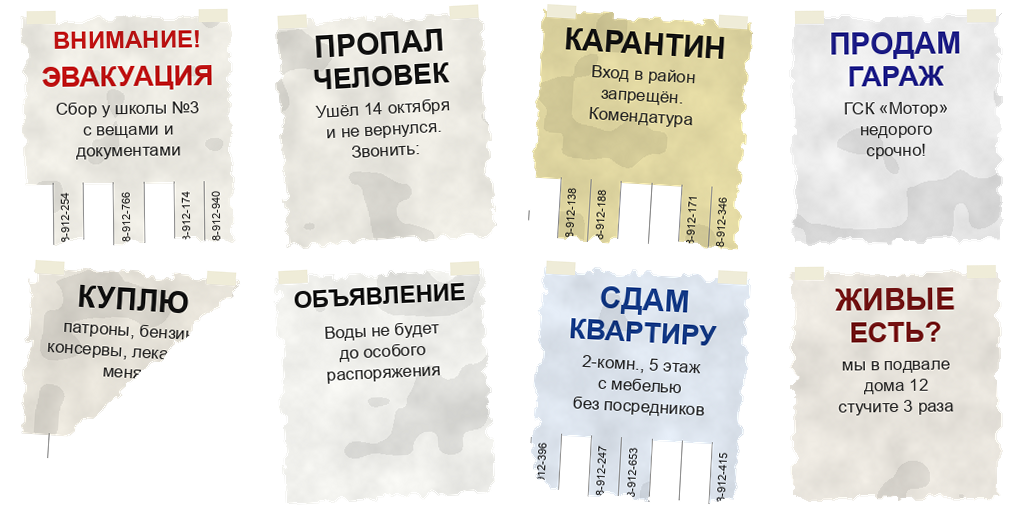 ВНИМАНИЕ!
ЭВАКУАЦИЯ
Сбор у школы №3
с вещами и
документами
8-912-254
8-912-766
8-912-174
8-912-940
ПРОПАЛ
ЧЕЛОВЕК
Ушёл 14 октября
и не вернулся.
Звонить:
КАРАНТИН
Вход в район
запрещён.
Комендатура
8-912-138
8-912-188
8-912-171
8-912-346
ПРОДАМ
ГАРАЖ
ГСК «Мотор»
недорого
срочно!
КУПЛЮ
патроны, бензин
консервы, лека
меня
ОБЪЯВЛЕНИЕ
Воды не будет
до особого
распоряжения
СДАМ
КВАРТИРУ
2-комн., 5 этаж
с мебелью
без посредников
912-396
8-912-247
8-912-653
8-912-415
ЖИВЫЕ
ЕСТЬ?
мы в подвале
дома 12
стучите 3 раза